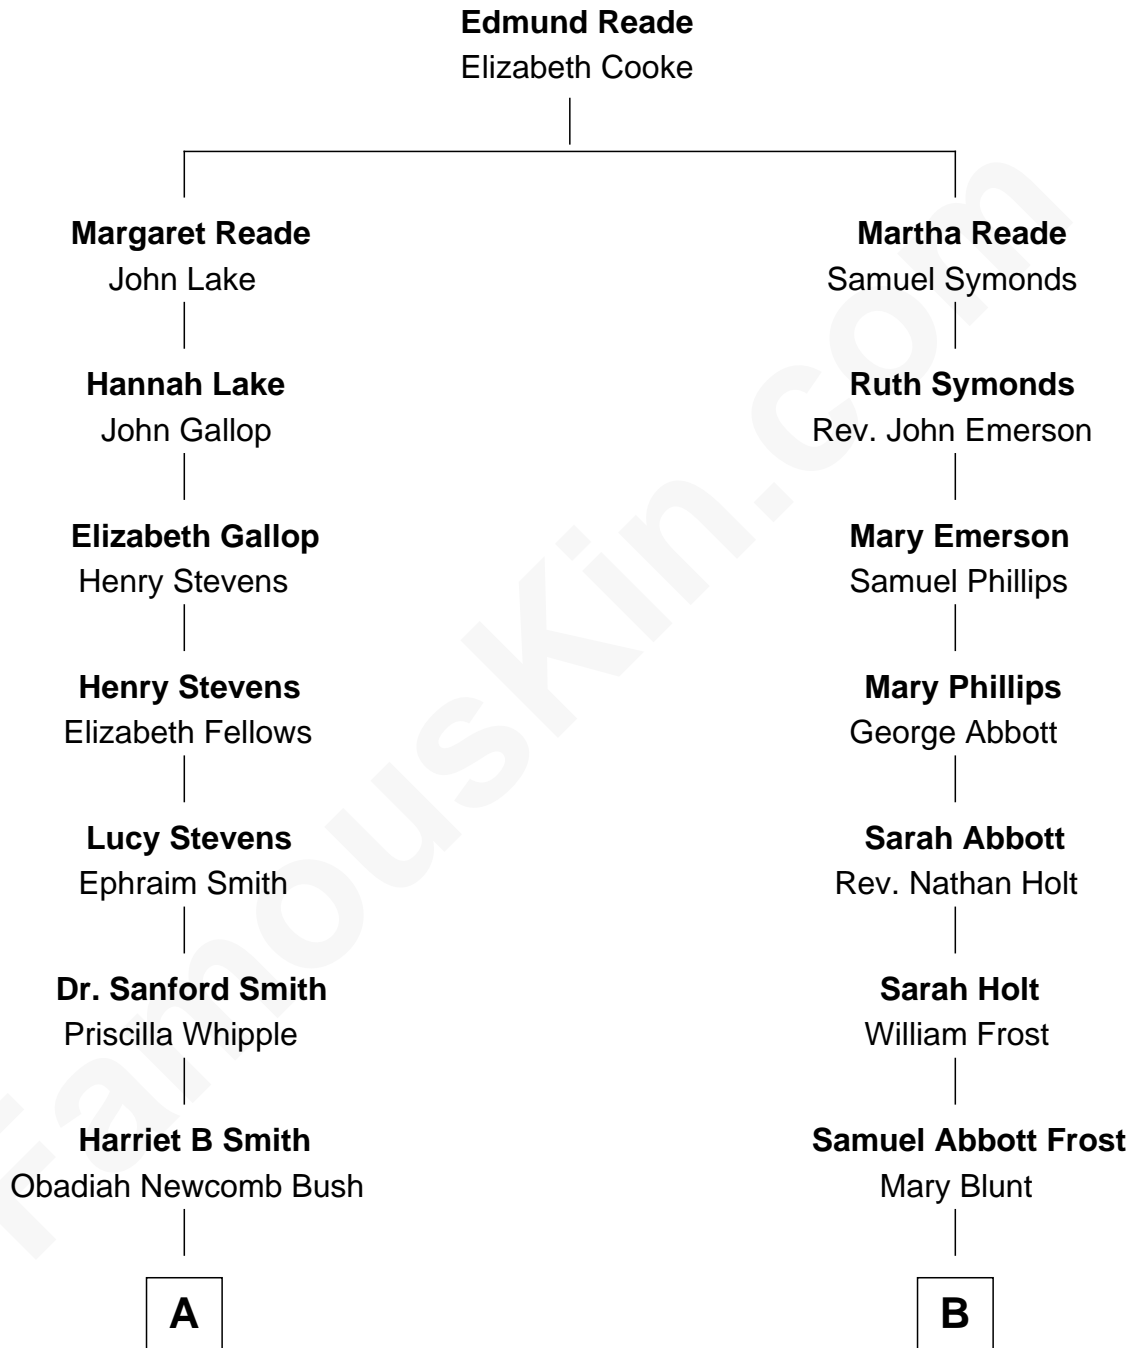 Edmund Reade
Elizabeth Cooke
Margaret Reade
John Lake
Hannah Lake
John Gallop
Elizabeth Gallop
Henry Stevens
Henry Stevens
Elizabeth Fellows
Lucy Stevens
Ephraim Smith
Dr. Sanford Smith
Priscilla Whipple
Harriet B Smith
Obadiah Newcomb Bush
A
Martha Reade
Samuel Symonds
Ruth Symonds
Rev. John Emerson
Mary Emerson
Samuel Phillips
Mary Phillips
George Abbott
Sarah Abbott
Rev. Nathan Holt
Sarah Holt
William Frost
Samuel Abbott Frost
Mary Blunt
B
FamousKin.com